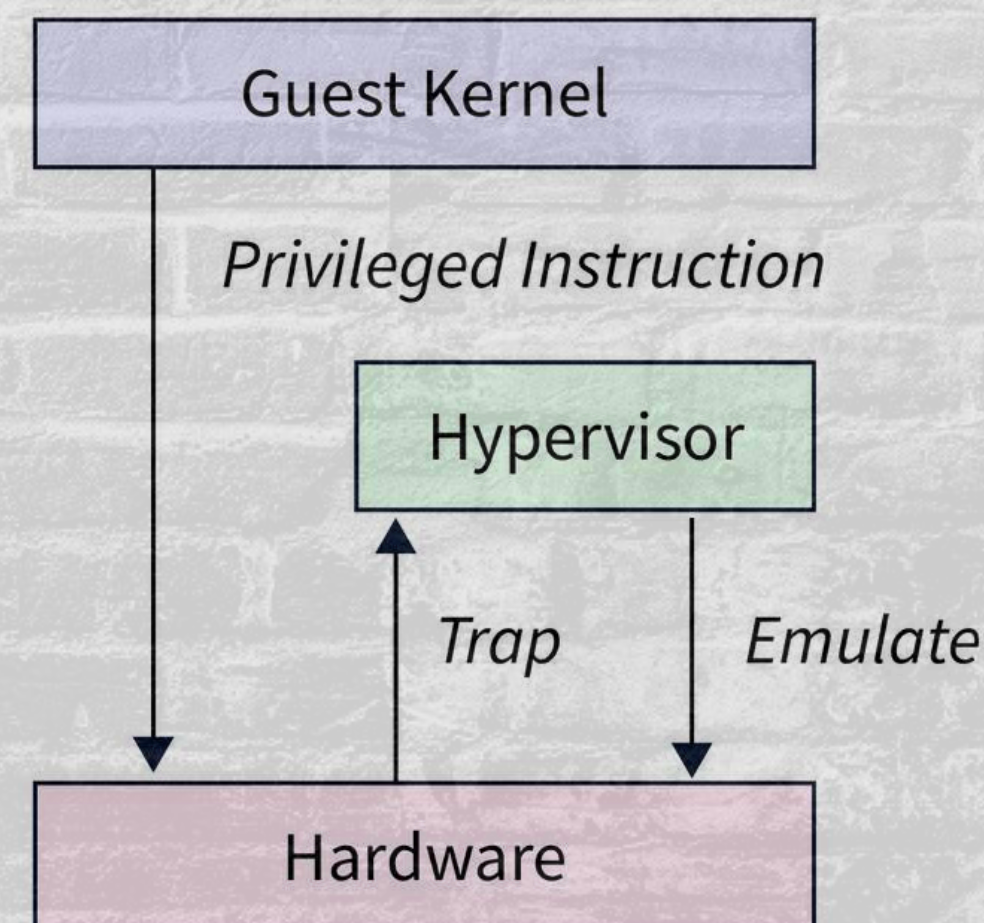 Guest Kernel
Privileged Instruction
Hypervisor
Trap
Emulate
Hardware